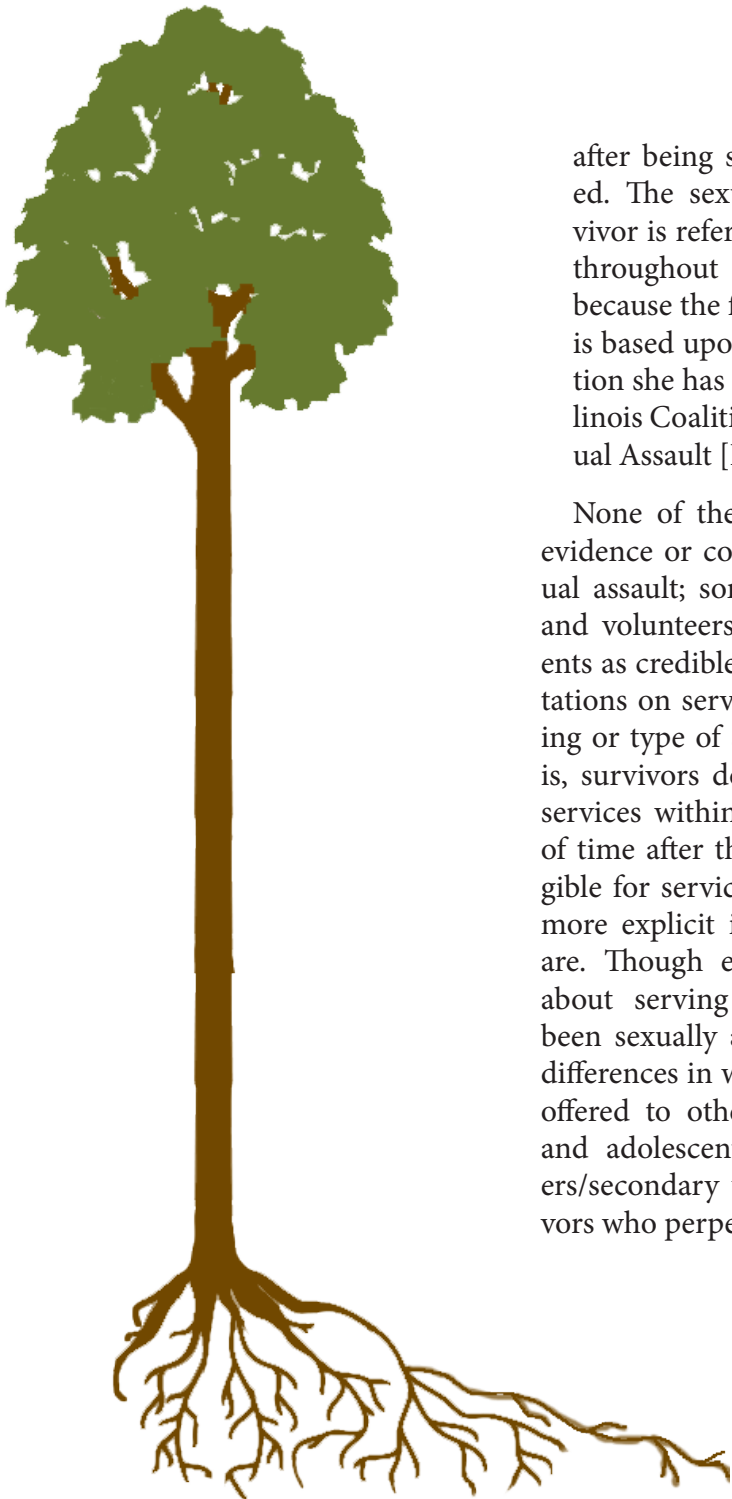 after being s
ed. The sex
vivor is refer
throughout
because the f
is based upo
tion she has
linois Coaliti
ual Assault [
None of the
evidence or co
ual assault; so
and volunteers
ents as credible
tations on serv
ing or type of
is, survivors d
services within
of time after th
gible for servic
more explicit i
are. Though e
about serving
been sexually a
differences in w
offered to othe
and adolescent
ers/secondary
vors who perpe